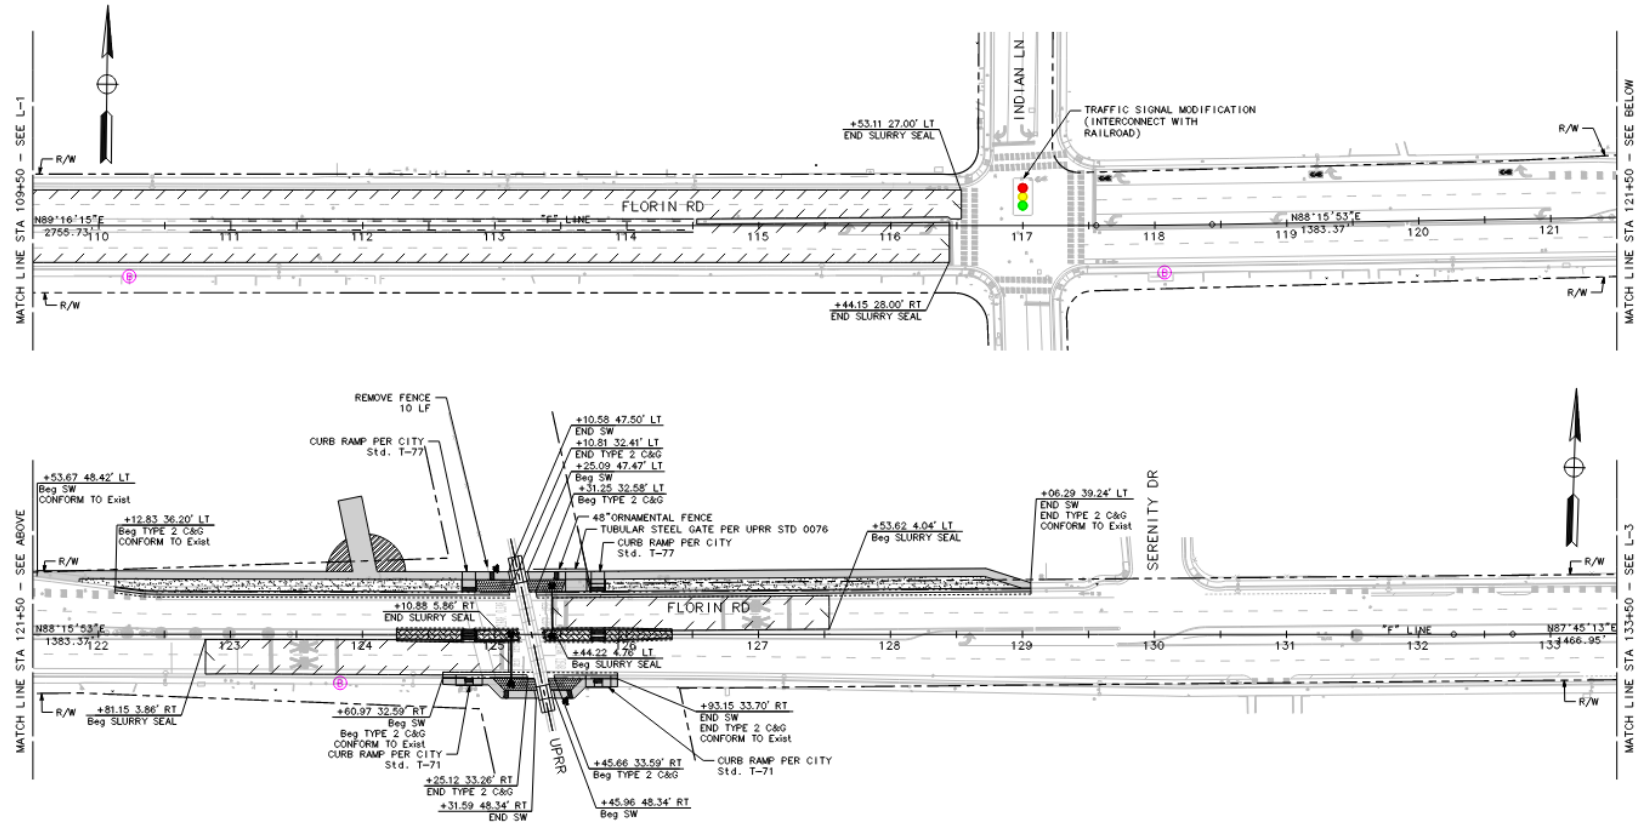 MATCH LINE STA 109+50 - SEE L-1
R/W
N89°16'15"E
2755.73'
110
111
112
113
114
115
116
117
118
119
120
121
"F" LINE
FLORIN RD
+53.11 27.00' LT
END SLURRY SEAL
INDIAN LN
TRAFFIC SIGNAL MODIFICATION
(INTERCONNECT WITH
RAILROAD)
R/W
N88°15'53"E
1383.37'
B
R/W
+44.15 28.00' RT
END SLURRY SEAL
B
R/W
MATCH LINE STA 121+50 - SEE BELOW
MATCH LINE STA 121+50 - SEE ABOVE
REMOVE FENCE
10 LF
CURB RAMP PER CITY
Std. T-77
+53.67 48.42' LT
Beg SW
CONFORM TO Exist
+12.83 36.20' LT
Beg TYPE 2 C&G
CONFORM TO Exist
R/W
+10.58 47.50' LT
END SW
+10.81 32.41' LT
END TYPE 2 C&G
+25.09 47.47' LT
Beg SW
+31.25 32.58' LT
Beg TYPE 2 C&G
48"ORNAMENTAL FENCE
TUBULAR STEEL GATE PER UPRR STD 0076
CURB RAMP PER CITY
Std. T-77
+53.62 4.04' LT
Beg SLURRY SEAL
+06.29 39.24' LT
END SW
END TYPE 2 C&G
CONFORM TO Exist
SERENITY DR
R/W
+10.88 5.86' RT
END SLURRY SEAL
FLORIN RD
N88°15'53"E
1383.37'
122
123
124
125
126
127
128
129
130
131
132
133
"F" LINE
N87°45'13"E
1466.95'
+44.22 4.76' LT
Beg SLURRY SEAL
B
R/W
+81.15 3.86' RT
Beg SLURRY SEAL
+60.97 32.59' RT
Beg SW
Beg TYPE 2 C&G
CONFORM TO Exist
CURB RAMP PER CITY
Std. T-71
+25.12 33.26' RT
END TYPE 2 C&G
+31.59 48.34' RT
END SW
UPRR
+93.15 33.70' RT
END SW
END TYPE 2 C&G
CONFORM TO Exist
CURB RAMP PER CITY
Std. T-71
+45.66 33.59' RT
Beg TYPE 2 C&G
+45.96 48.34' RT
Beg SW
R/W
MATCH LINE STA 133+50 - SEE L-3